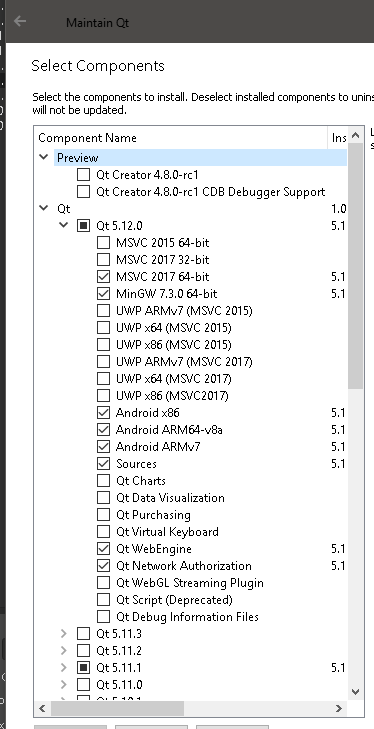 Maintain Qt
Select Components
Select the components to install. Deselect installed components to unins
will not be updated.
Component Name Ins
Preview
Qt Creator 4.8.0-rc1
Qt Creator 4.8.0-rc1 CDB Debugger Support
Qt 1.0
Qt 5.12.0 5.1
MSVC 2015 64-bit
MSVC 2017 32-bit
MSVC 2017 64-bit 5.1
MinGW 7.3.0 64-bit 5.1
UWP ARMv7 (MSVC 2015)
UWP x64 (MSVC 2015)
UWP x86 (MSVC 2015)
UWP ARMv7 (MSVC 2017)
UWP x64 (MSVC 2017)
UWP x86 (MSVC2017)
Android x86 5.1
Android ARM64-v8a 5.1
Android ARMv7 5.1
Sources 5.1
Qt Charts
Qt Data Visualization
Qt Purchasing
Qt Virtual Keyboard
Qt WebEngine 5.1
Qt Network Authorization 5.1
Qt WebGL Streaming Plugin
Qt Script (Deprecated)
Qt Debug Information Files
Qt 5.11.3
Qt 5.11.2
Qt 5.11.1 5.1
Qt 5.11.0